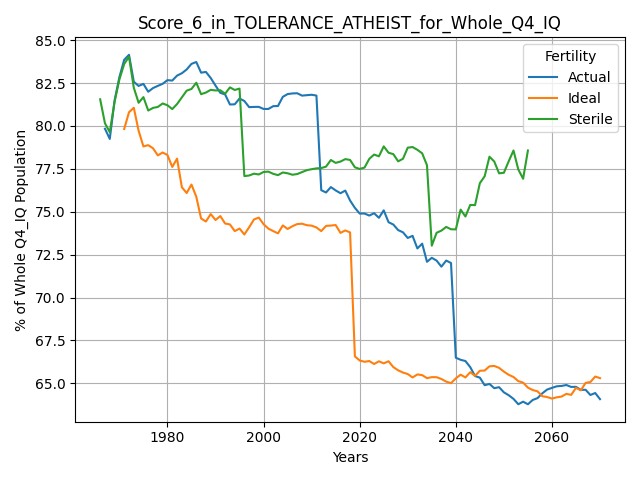 Score_6_in_TOLERANCE_ATHEIST_for_Whole_Q4_IQ
% of Whole Q4_IQ Population
85.0
82.5
80.0
77.5
75.0
72.5
70.0
67.5
65.0
Fertility
Actual
Ideal
Sterile
1980
2000
2020
2040
2060
Years